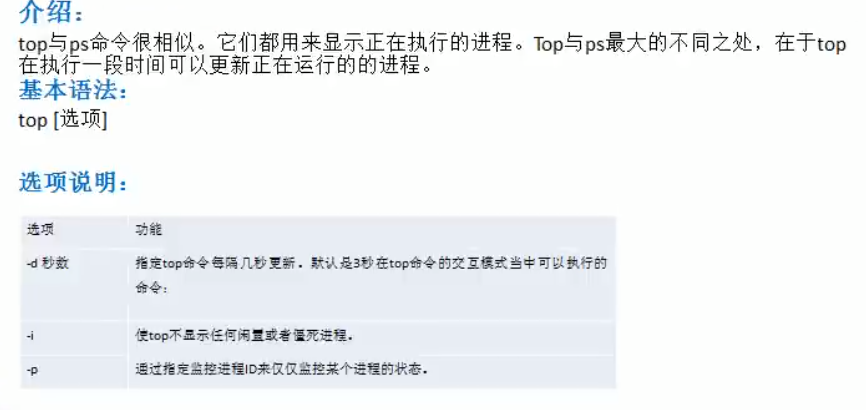 介绍：
top与ps命令很相似。它们都用来显示正在执行的进程。Top与ps最大的不同之处，在于top
在执行一段时间可以更新正在运行的的进程。
基本语法：
top [选项]
选项说明：
选项 功能
-d 秒数 指定top命令每隔几秒更新。默认是3秒在top命令的交互模式当中可以执行的
命令：
-i 使top不显示任何闲置或者僵死进程。
-p 通过指定监控进程ID来仅仅监控某个进程的状态。